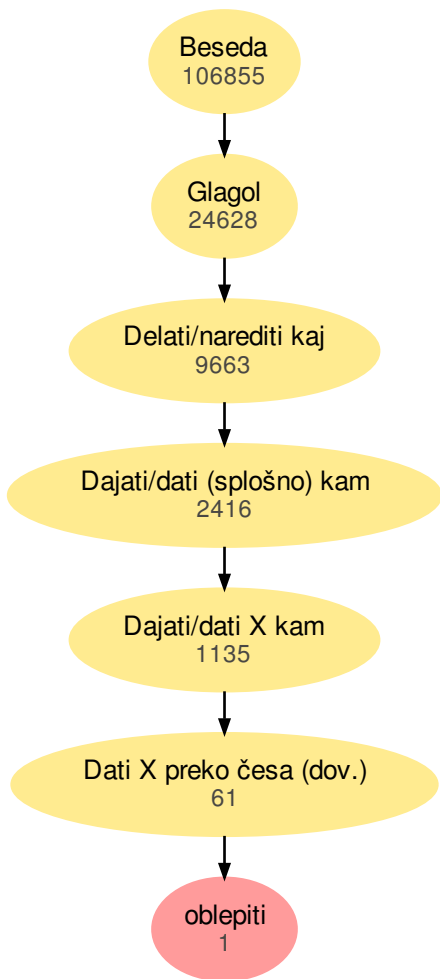 Beseda
106855
Glagol
24628
Delati/narediti kaj
9663
Dajati/dati (splošno) kam
2416
Dajati/dati X kam
1135
Dati X preko česa (dov.)
61
oblepiti
1